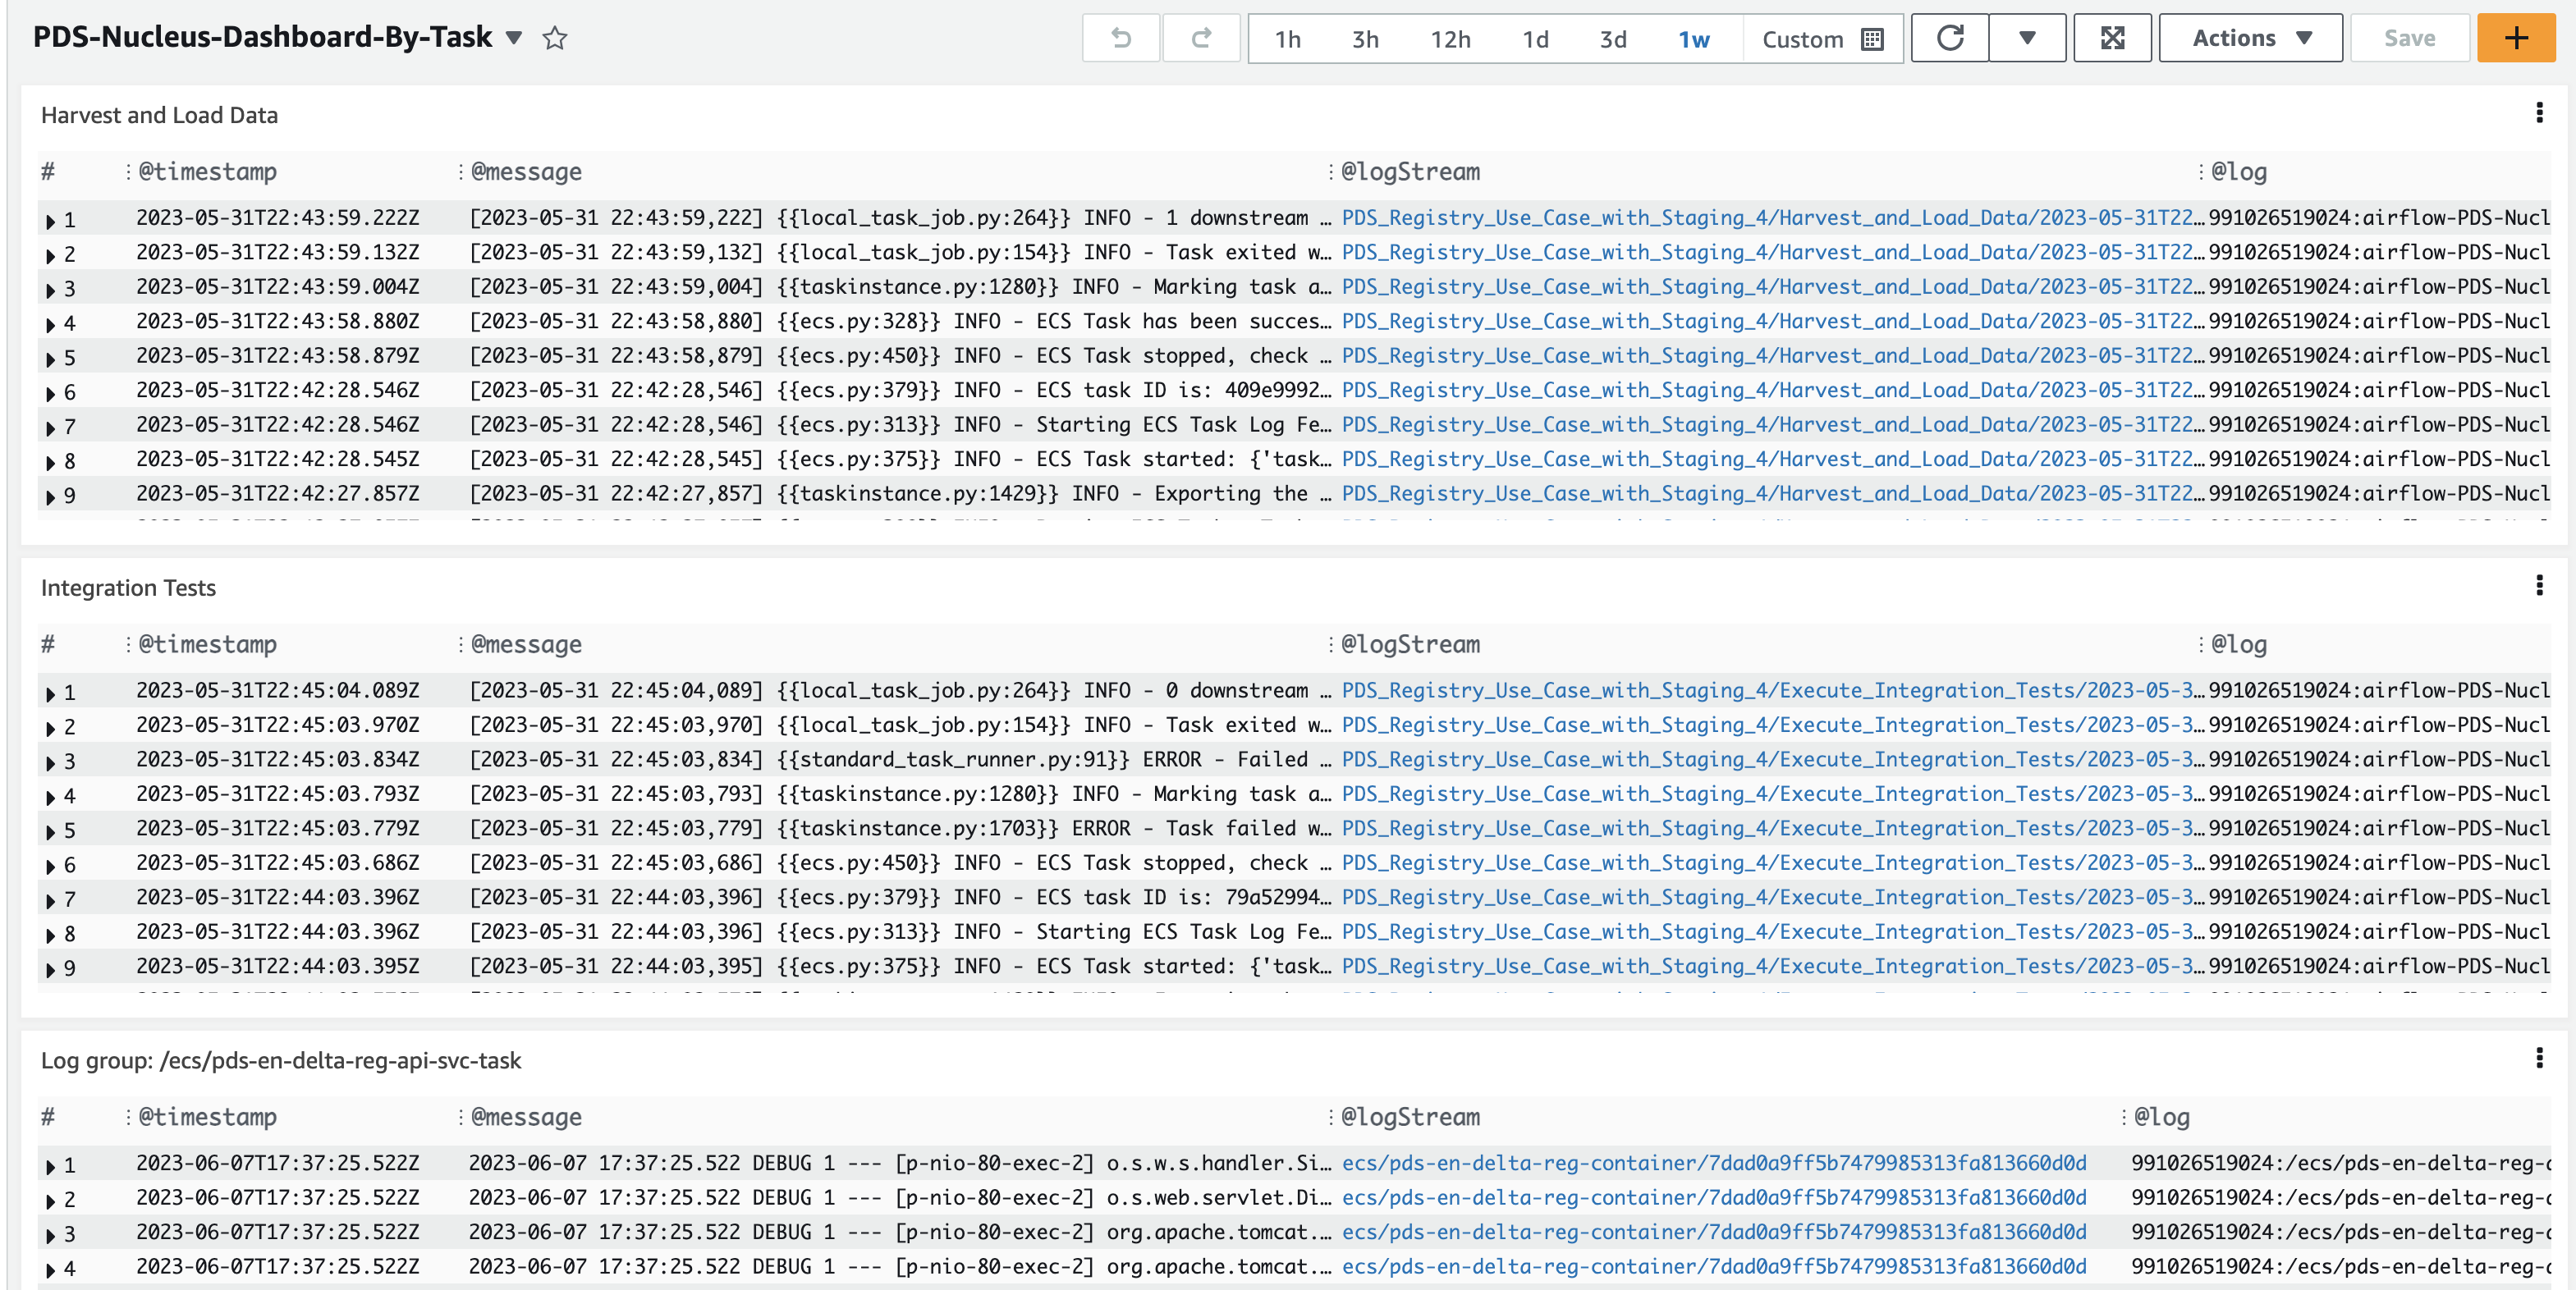 PDS-Nucleus-Dashboard-By-Task
1h 3h 12h 1d 3d 1w Custom Actions Save
Harvest and Load Data
# @timestamp @message @logStream @log
1 2023-05-31T22:43:59.222Z [2023-05-31 22:43:59,222] {{local_task_job.py:264}} INFO - 1 downstream … PDS_Registry_Use_Case_with_Staging_4/Harvest_and_Load_Data/2023-05-31T22… 991026519024:airflow-PDS-Nucl
2 2023-05-31T22:43:59.132Z [2023-05-31 22:43:59,132] {{local_task_job.py:154}} INFO - Task exited w… PDS_Registry_Use_Case_with_Staging_4/Harvest_and_Load_Data/2023-05-31T22… 991026519024:airflow-PDS-Nucl
3 2023-05-31T22:43:59.004Z [2023-05-31 22:43:59,004] {{taskinstance.py:1280}} INFO - Marking task a… PDS_Registry_Use_Case_with_Staging_4/Harvest_and_Load_Data/2023-05-31T22… 991026519024:airflow-PDS-Nucl
4 2023-05-31T22:43:58.880Z [2023-05-31 22:43:58,880] {{ecs.py:328}} INFO - ECS Task has been succes… PDS_Registry_Use_Case_with_Staging_4/Harvest_and_Load_Data/2023-05-31T22… 991026519024:airflow-PDS-Nucl
5 2023-05-31T22:43:58.879Z [2023-05-31 22:43:58,879] {{ecs.py:450}} INFO - ECS Task stopped, check … PDS_Registry_Use_Case_with_Staging_4/Harvest_and_Load_Data/2023-05-31T22… 991026519024:airflow-PDS-Nucl
6 2023-05-31T22:42:28.546Z [2023-05-31 22:42:28,546] {{ecs.py:379}} INFO - ECS task ID is: 409e9992… PDS_Registry_Use_Case_with_Staging_4/Harvest_and_Load_Data/2023-05-31T22… 991026519024:airflow-PDS-Nucl
7 2023-05-31T22:42:28.546Z [2023-05-31 22:42:28,546] {{ecs.py:313}} INFO - Starting ECS Task Log Fe… PDS_Registry_Use_Case_with_Staging_4/Harvest_and_Load_Data/2023-05-31T22… 991026519024:airflow-PDS-Nucl
8 2023-05-31T22:42:28.545Z [2023-05-31 22:42:28,545] {{ecs.py:375}} INFO - ECS Task started: {'task… PDS_Registry_Use_Case_with_Staging_4/Harvest_and_Load_Data/2023-05-31T22… 991026519024:airflow-PDS-Nucl
9 2023-05-31T22:42:27.857Z [2023-05-31 22:42:27,857] {{taskinstance.py:1429}} INFO - Exporting the … PDS_Registry_Use_Case_with_Staging_4/Harvest_and_Load_Data/2023-05-31T22… 991026519024:airflow-PDS-Nucl
Integration Tests
# @timestamp @message @logStream @log
1 2023-05-31T22:45:04.089Z [2023-05-31 22:45:04,089] {{local_task_job.py:264}} INFO - 0 downstream … PDS_Registry_Use_Case_with_Staging_4/Execute_Integration_Tests/2023-05-3… 991026519024:airflow-PDS-Nucl
2 2023-05-31T22:45:03.970Z [2023-05-31 22:45:03,970] {{local_task_job.py:154}} INFO - Task exited w… PDS_Registry_Use_Case_with_Staging_4/Execute_Integration_Tests/2023-05-3… 991026519024:airflow-PDS-Nucl
3 2023-05-31T22:45:03.834Z [2023-05-31 22:45:03,834] {{standard_task_runner.py:91}} ERROR - Failed … PDS_Registry_Use_Case_with_Staging_4/Execute_Integration_Tests/2023-05-3… 991026519024:airflow-PDS-Nucl
4 2023-05-31T22:45:03.793Z [2023-05-31 22:45:03,793] {{taskinstance.py:1280}} INFO - Marking task a… PDS_Registry_Use_Case_with_Staging_4/Execute_Integration_Tests/2023-05-3… 991026519024:airflow-PDS-Nucl
5 2023-05-31T22:45:03.779Z [2023-05-31 22:45:03,779] {{taskinstance.py:1703}} ERROR - Task failed w… PDS_Registry_Use_Case_with_Staging_4/Execute_Integration_Tests/2023-05-3… 991026519024:airflow-PDS-Nucl
6 2023-05-31T22:45:03.686Z [2023-05-31 22:45:03,686] {{ecs.py:450}} INFO - ECS Task stopped, check … PDS_Registry_Use_Case_with_Staging_4/Execute_Integration_Tests/2023-05-3… 991026519024:airflow-PDS-Nucl
7 2023-05-31T22:44:03.396Z [2023-05-31 22:44:03,396] {{ecs.py:379}} INFO - ECS task ID is: 79a52994… PDS_Registry_Use_Case_with_Staging_4/Execute_Integration_Tests/2023-05-3… 991026519024:airflow-PDS-Nucl
8 2023-05-31T22:44:03.396Z [2023-05-31 22:44:03,396] {{ecs.py:313}} INFO - Starting ECS Task Log Fe… PDS_Registry_Use_Case_with_Staging_4/Execute_Integration_Tests/2023-05-3… 991026519024:airflow-PDS-Nucl
9 2023-05-31T22:44:03.395Z [2023-05-31 22:44:03,395] {{ecs.py:375}} INFO - ECS Task started: {'task… PDS_Registry_Use_Case_with_Staging_4/Execute_Integration_Tests/2023-05-3… 991026519024:airflow-PDS-Nucl
Log group: /ecs/pds-en-delta-reg-api-svc-task
# @timestamp @message @logStream @log
1 2023-06-07T17:37:25.522Z 2023-06-07 17:37:25.522 DEBUG 1 --- [p-nio-80-exec-2] o.s.w.s.handler.Si… ecs/pds-en-delta-reg-container/7dad0a9ff5b7479985313fa813660d0d 991026519024:/ecs/pds-en-delta-reg-
2 2023-06-07T17:37:25.522Z 2023-06-07 17:37:25.522 DEBUG 1 --- [p-nio-80-exec-2] o.s.web.servlet.Di… ecs/pds-en-delta-reg-container/7dad0a9ff5b7479985313fa813660d0d 991026519024:/ecs/pds-en-delta-reg-
3 2023-06-07T17:37:25.522Z 2023-06-07 17:37:25.522 DEBUG 1 --- [p-nio-80-exec-2] org.apache.tomcat.… ecs/pds-en-delta-reg-container/7dad0a9ff5b7479985313fa813660d0d 991026519024:/ecs/pds-en-delta-reg-
4 2023-06-07T17:37:25.522Z 2023-06-07 17:37:25.522 DEBUG 1 --- [p-nio-80-exec-2] org.apache.tomcat.… ecs/pds-en-delta-reg-container/7dad0a9ff5b7479985313fa813660d0d 991026519024:/ecs/pds-en-delta-reg-